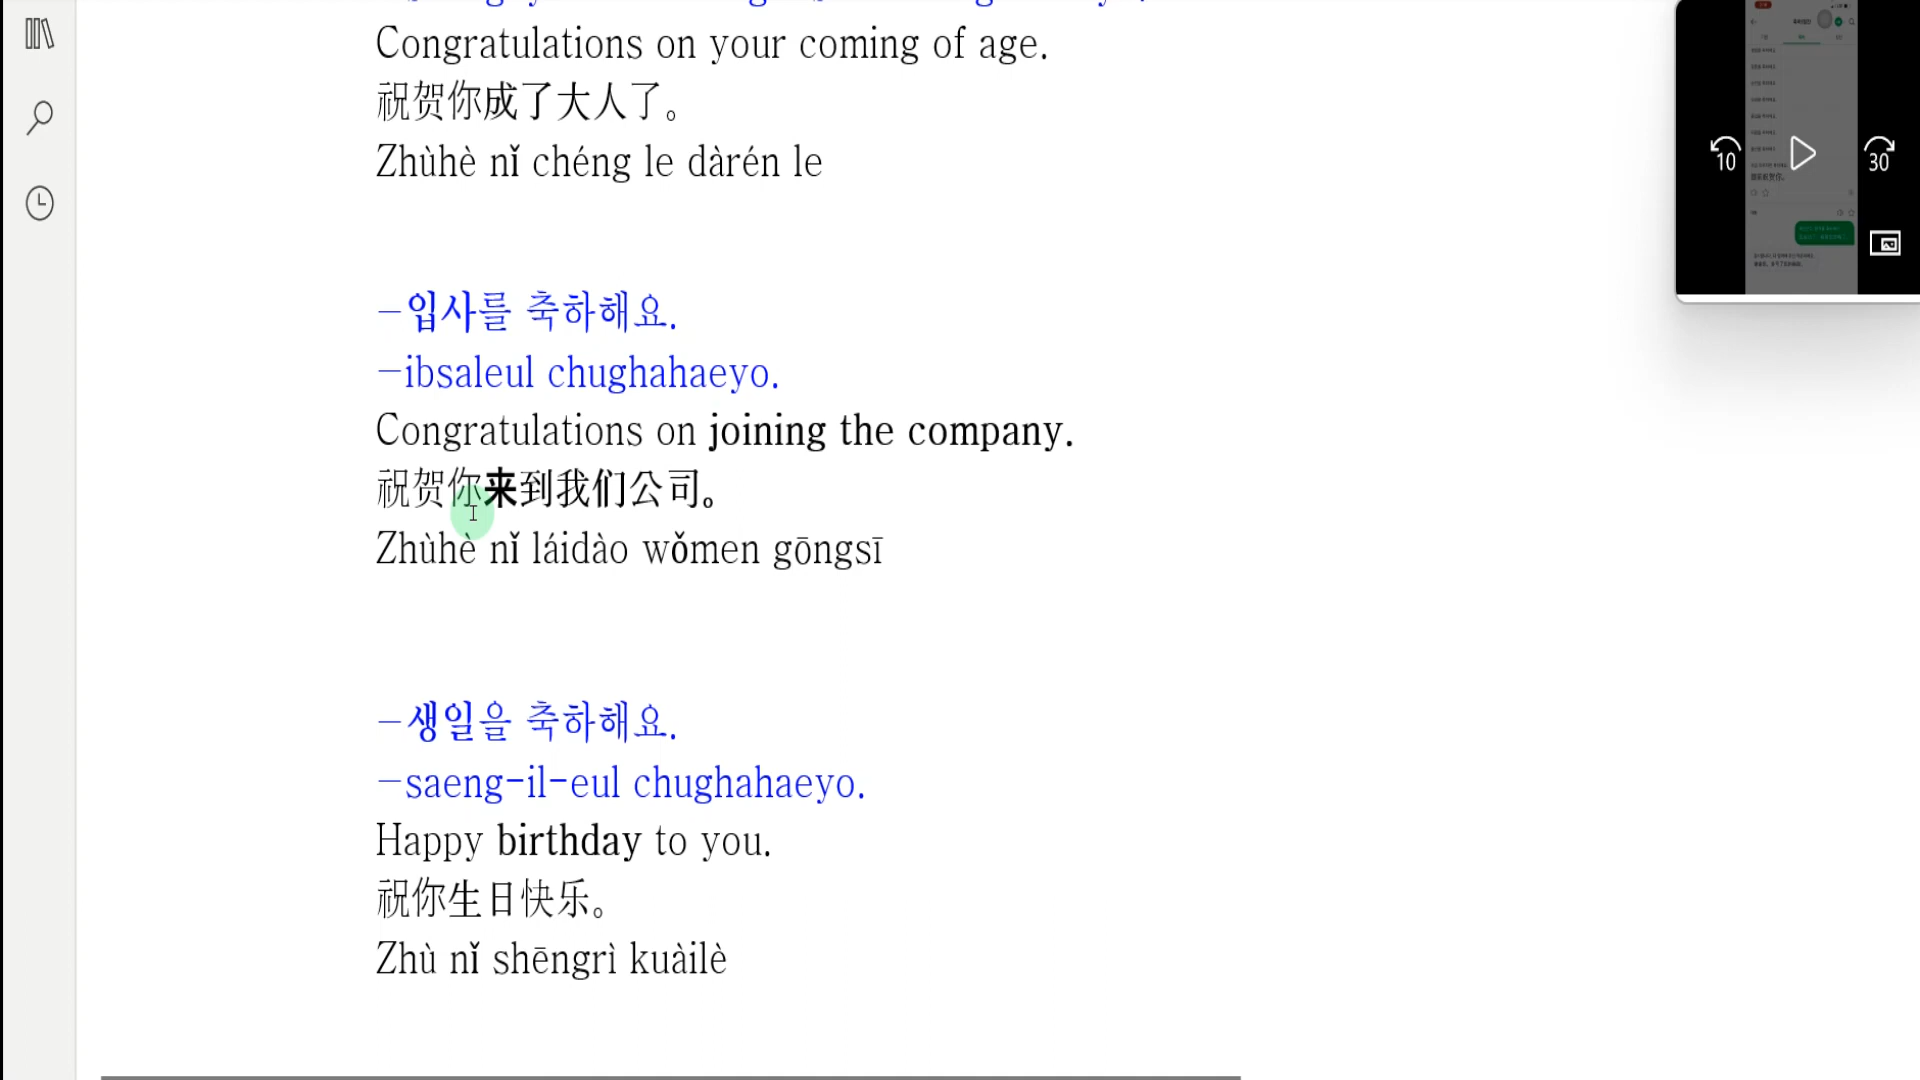 Congratulations on your coming of age.
祝贺你成了大人了。
Zhùhè nǐ chéng le dàrén le
-입사를 축하해요.
-ibsaleul chughahaeyo.
Congratulations on joining the company.
祝贺你来到我们公司。
Zhùhè nǐ láidào wǒmen gōngsī
-생일을 축하해요.
-saeng-il-eul chughahaeyo.
Happy birthday to you.
祝你生日快乐。
Zhù nǐ shēngrì kuàilè
10
30